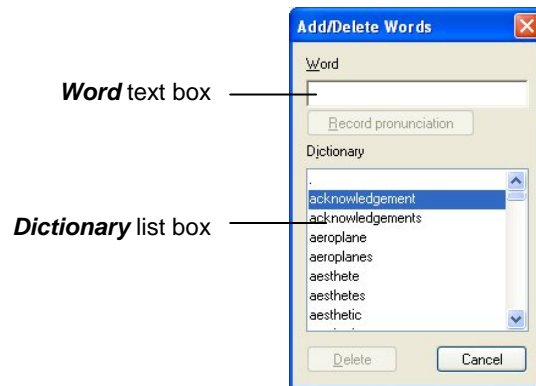 Add/Delete Words
Word
Word text box
Record pronunciation
Dictionary
.
acknowledgement
acknowledgements
Dictionary list box
aeroplane
aeroplanes
aesthete
aesthetes
aesthetic
Delete
Cancel